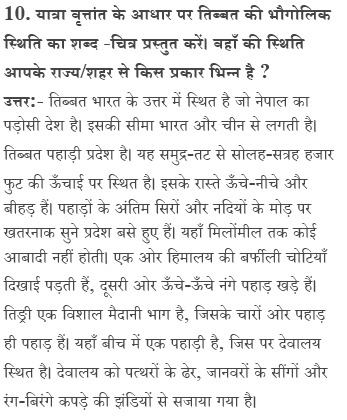 10. यात्रा वृत्तांत के आधार पर तिब्बत की भौगोलिक
स्थिति का शब्द -चित्र प्रस्तुत करें। वहाँ की स्थिति
आपके राज्य/शहर से किस प्रकार भिन्न है ?
उत्तर:- तिब्बत भारत के उत्तर में स्थित है जो नेपाल का
पड़ोसी देश है। इसकी सीमा भारत और चीन से लगती है।
तिब्बत पहाड़ी प्रदेश है। यह समुद्र-तट से सोलह-सत्रह हजार
फुट की ऊँचाई पर स्थित है। इसके रास्ते ऊँचे-नीचे और
बीहड़ हैं। पहाड़ों के अंतिम सिरों और नदियों के मोड़ पर
खतरनाक सुने प्रदेश बसे हुए हैं। यहाँ मिलोंमील तक कोई
आबादी नहीं होती। एक ओर हिमालय की बर्फीली चोटियाँ
दिखाई पड़ती हैं, दूसरी ओर ऊँचे-ऊँचे नंगे पहाड़ खड़े हैं।
तिङ्री एक विशाल मैदानी भाग है, जिसके चारों ओर पहाड़
ही पहाड़ हैं। यहाँ बीच में एक पहाड़ी है, जिस पर देवालय
स्थित है। देवालय को पत्थरों के ढेर, जानवरों के सींगों और
रंग-बिरंगे कपड़े की झंडियों से सजाया गया है।